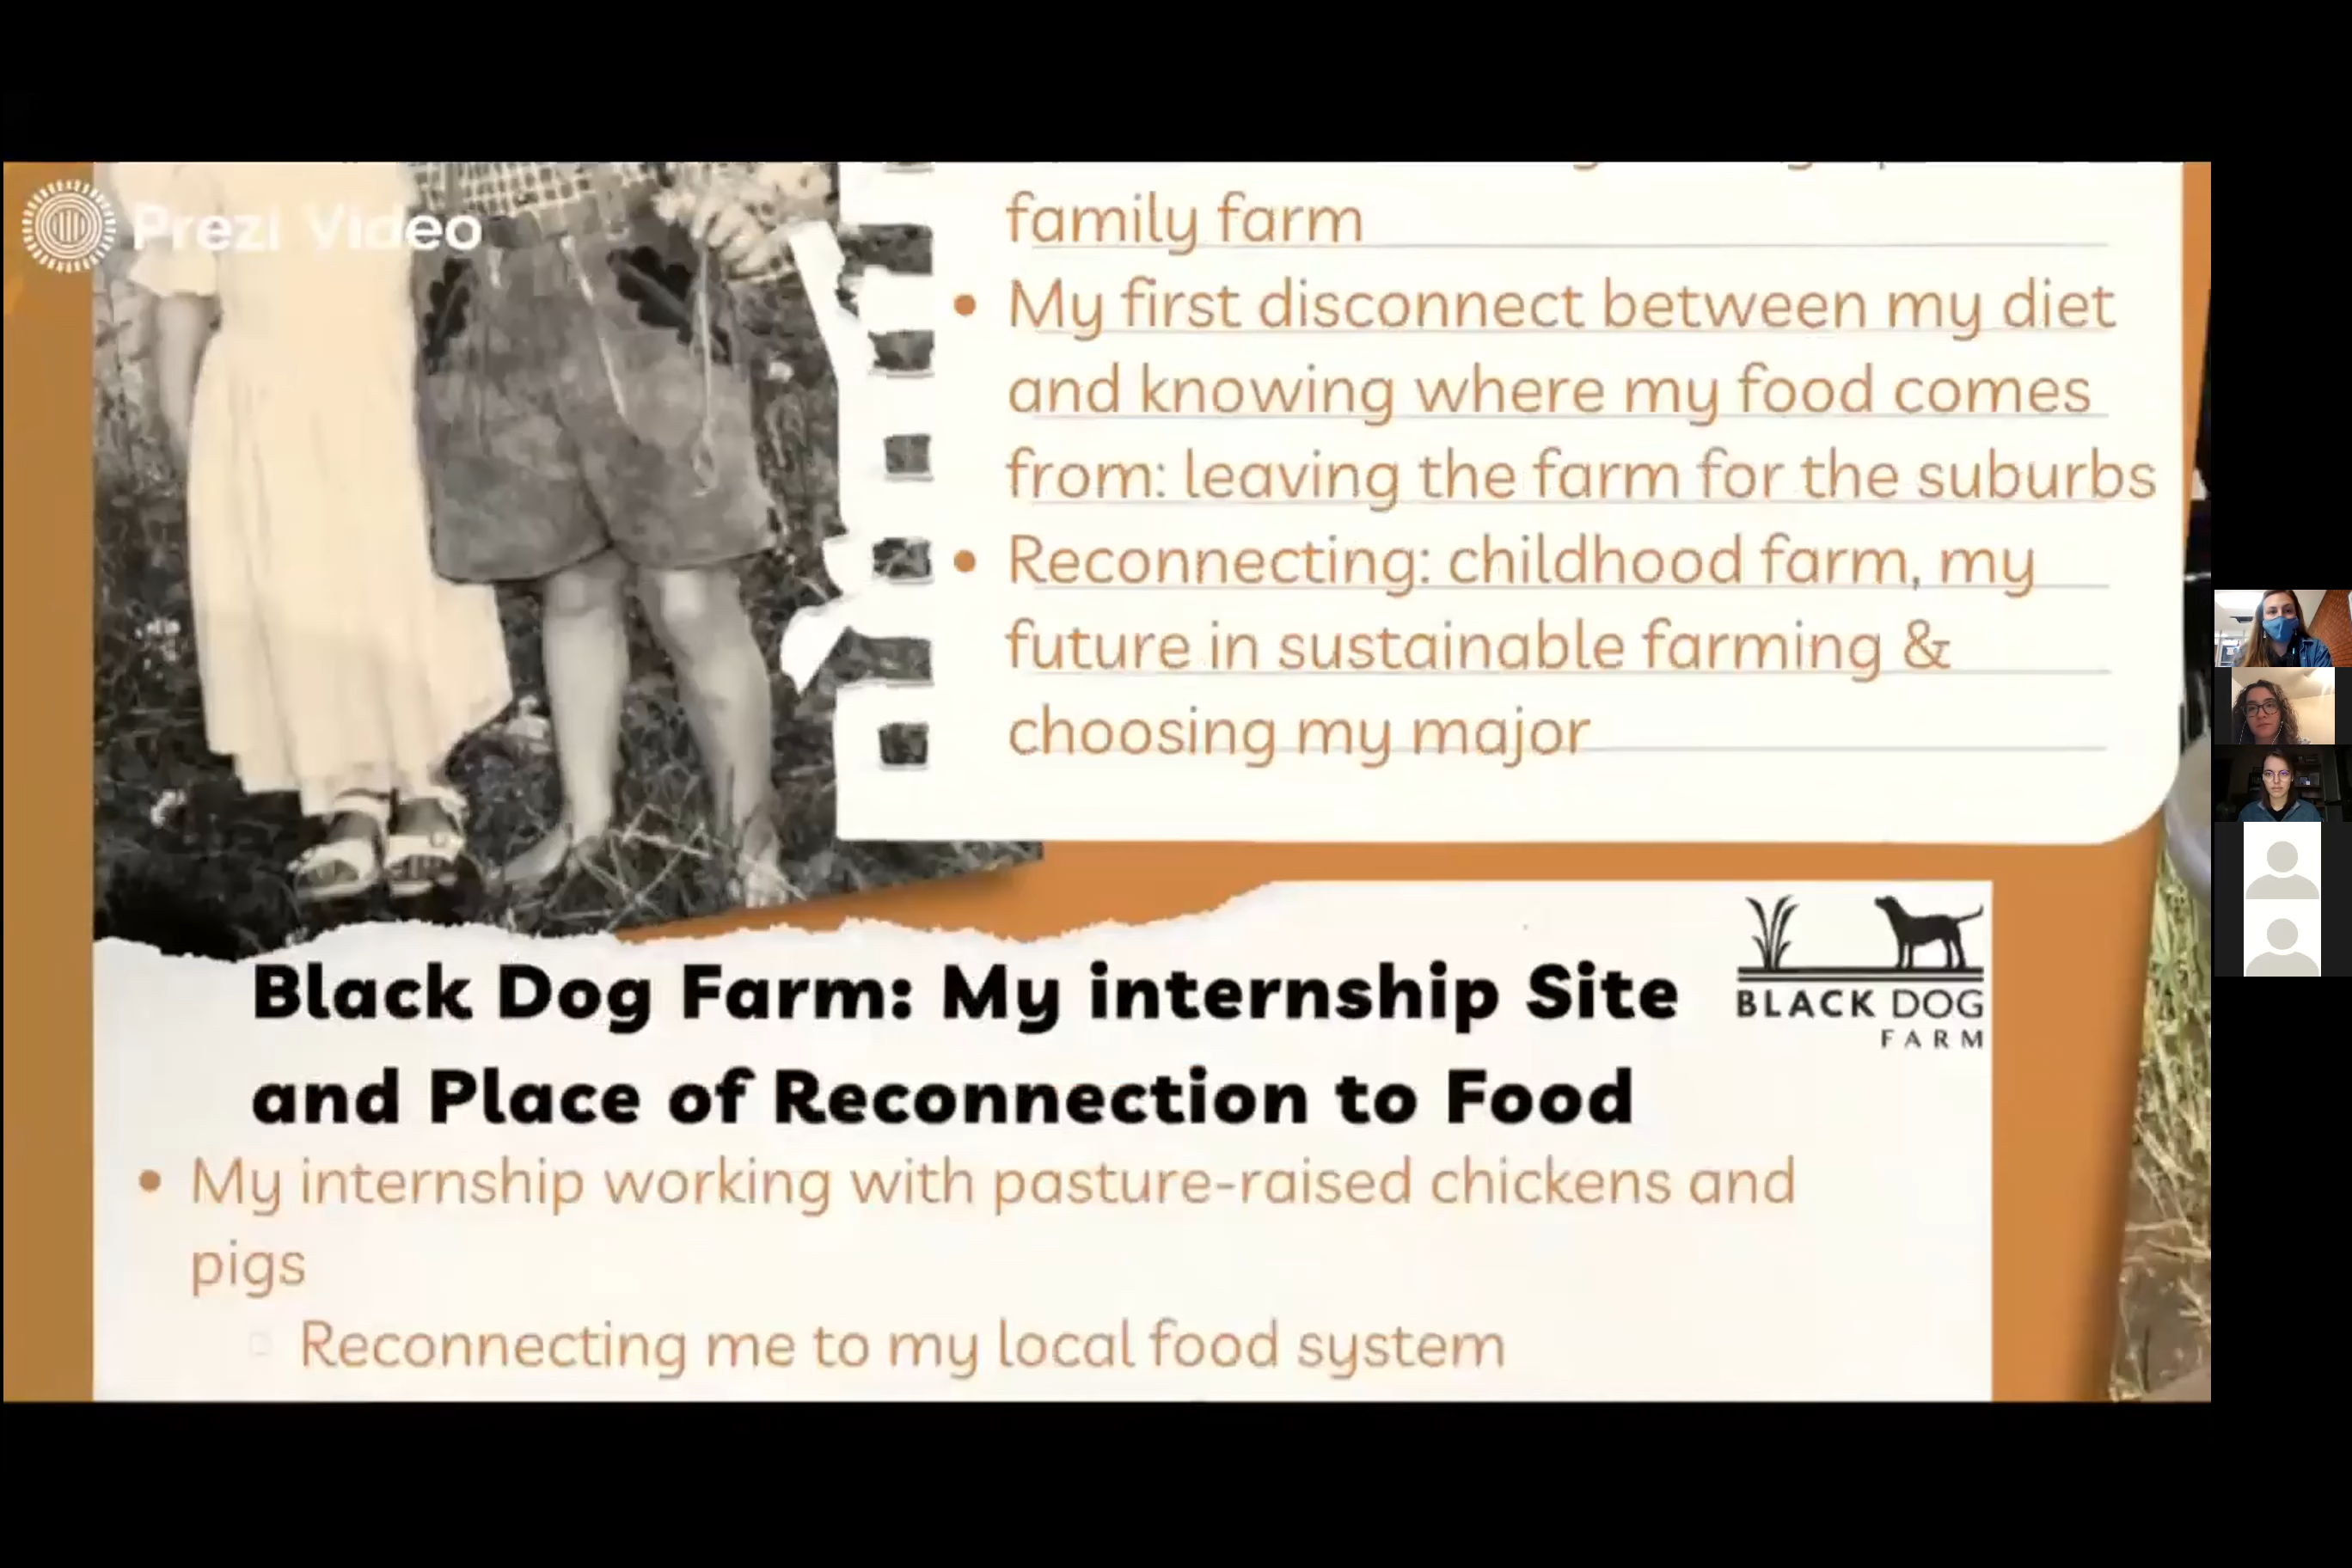 Prezi Video
family farm
• My first disconnect between my diet
and knowing where my food comes
from: leaving the farm for the suburbs
• Reconnecting: childhood farm, my
future in sustainable farming &
choosing my major
Black Dog Farm: My internship Site
and Place of Reconnection to Food
BLACK DOG
FARM
• My internship working with pasture-raised chickens and
pigs
Reconnecting me to my local food system